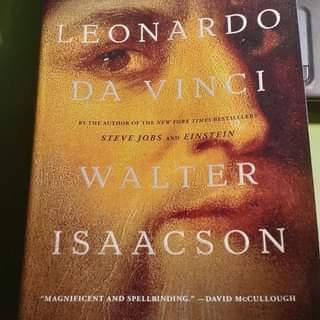 LEONARDO
DA VINCI
BY THE AUTHOR OF THE NEW YORK TIMES BESTSELLERS
STEVE JOBS AND EINSTEIN
WALTER
ISAACSON
"MAGNIFICENT AND SPELLBINDING." —DAVID McCULLOUGH